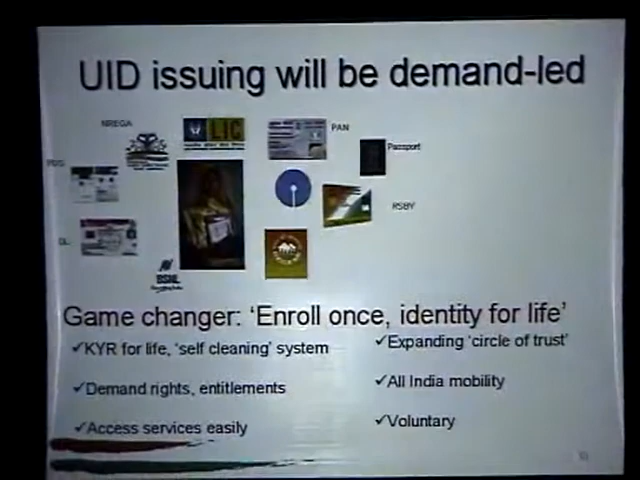 UID issuing will be demand-led
NREGA
LIC
PAN
Passport
PDS
RSBY
DL
BSNL
Game changer: ‘Enroll once, identity for life’
✓KYR for life, ‘self cleaning’ system
✓Demand rights, entitlements
✓Access services easily
✓Expanding ‘circle of trust’
✓All India mobility
✓Voluntary